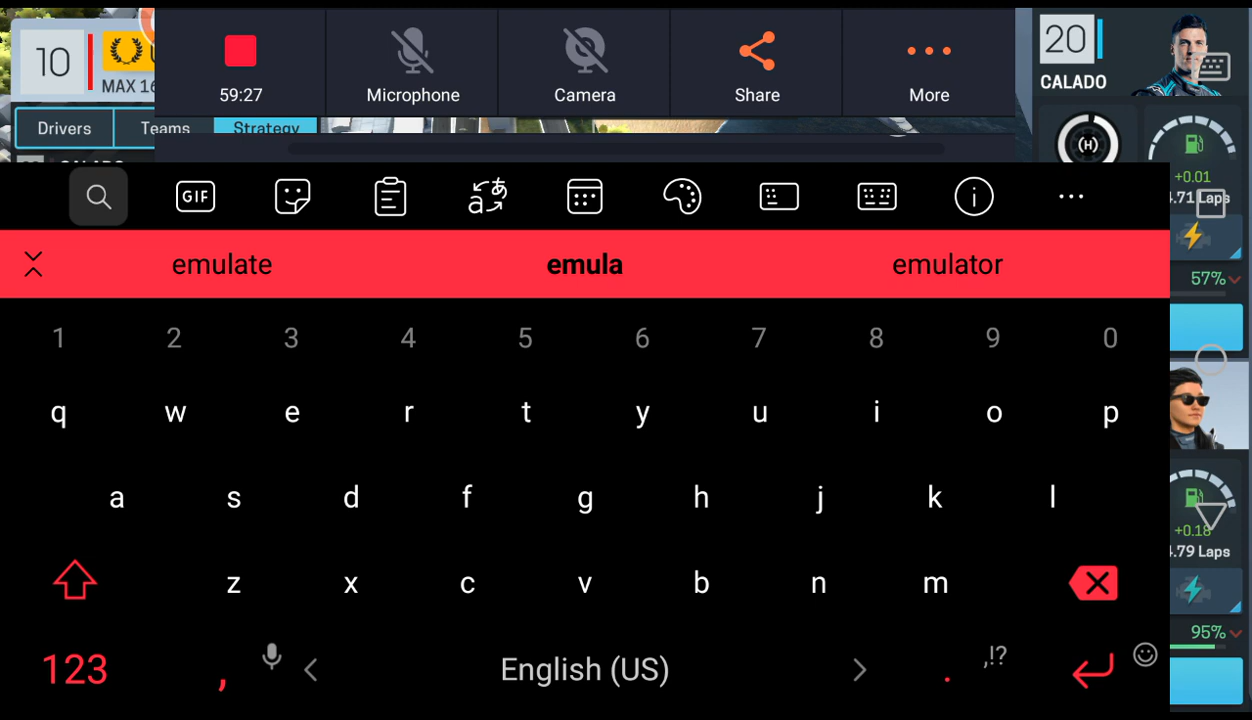 10
MAX 16
59:27
Microphone
Camera
Share
More
20
CALADO
Drivers
Teams
Strategy
(H)
+0.01
.71 Laps
GIF
emulate
emula
emulator
57%
1 2 3 4 5 6 7 8 9 0
q w e r t y u i o p
a s d f g h j k l
+0.18
.79 Laps
z x c v b n m
95%
123
,
English (US)
.
,!?